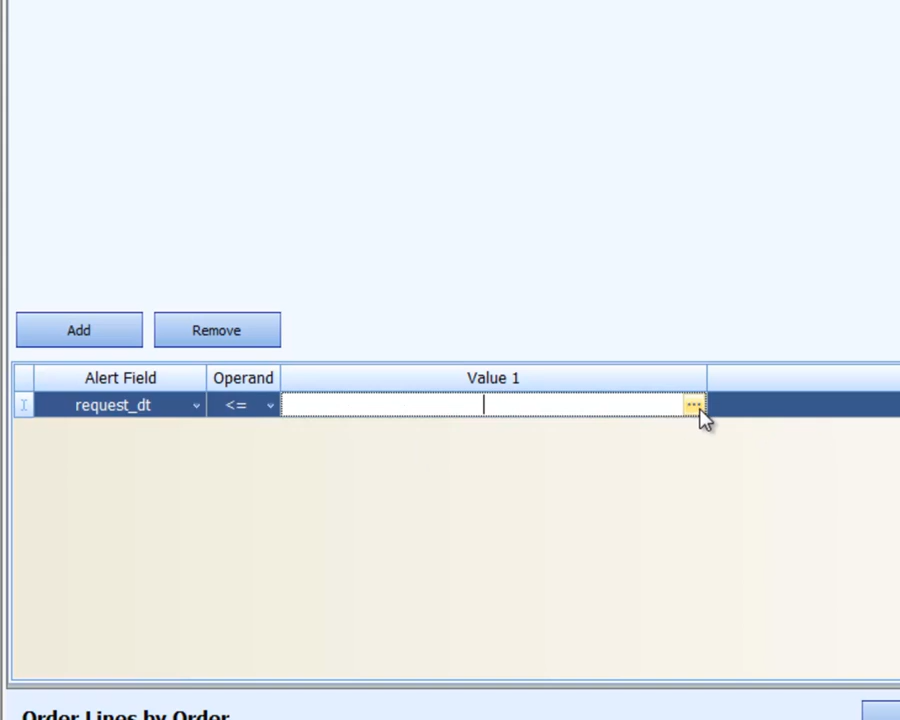 Add Remove
Alert Field Operand Value 1
request_dt <= ...
Order Lines by Order